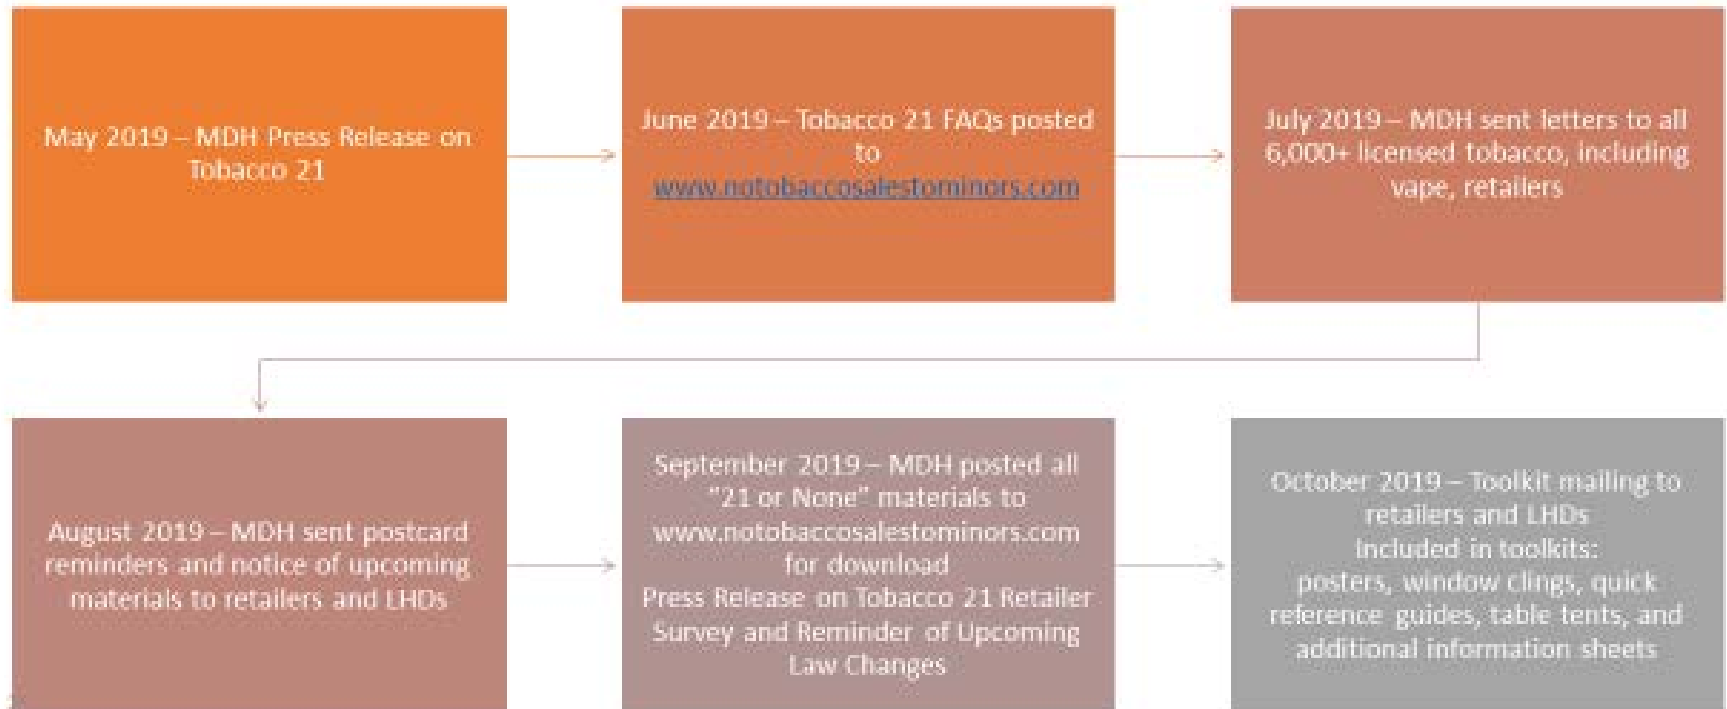 May 2019 – MDH Press Release on
Tobacco 21
June 2019 – Tobacco 21 FAQs posted
to
www.notobaccosalestominors.com
July 2019 – MDH sent letters to all
6,000+ licensed tobacco, including
vape, retailers
August 2019 – MDH sent postcard
reminders and notice of upcoming
materials to retailers and LHDs
September 2019 – MDH posted all
"21 or None" materials to
www.notobaccosalestominors.com
for download
Press Release on Tobacco 21 Retailer
Survey and Reminder of Upcoming
Law Changes
October 2019 – Toolkit mailing to
retailers and LHDs
Included in toolkits:
posters, window clings, quick
reference guides, table tents, and
additional information sheets